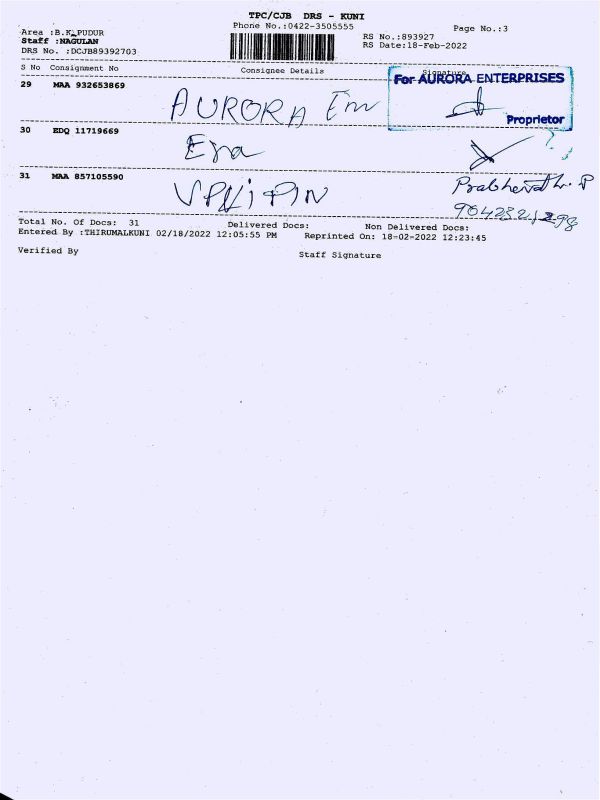 TPC/CJB DRS - KUNI
Phone No.:0422-3505555
Page No.:3
Area :B.K.PUDUR
Staff :NAGULAN
DRS No. :DCJB89392703
RS No.:893927
RS Date:18-Feb-2022
S No Consignment No Consignee Details Signature
For AURORA ENTERPRISES
29 MAA 932653869
AURORA
Proprietor
30 EDQ 11719669
31 MAA 857105590
Total No. Of Docs: 31 Delivered Docs: Non Delivered Docs:
Entered By :THIRUMALKUNI 02/18/2022 12:05:55 PM Reprinted On: 18-02-2022 12:23:45
Verified By
Staff Signature